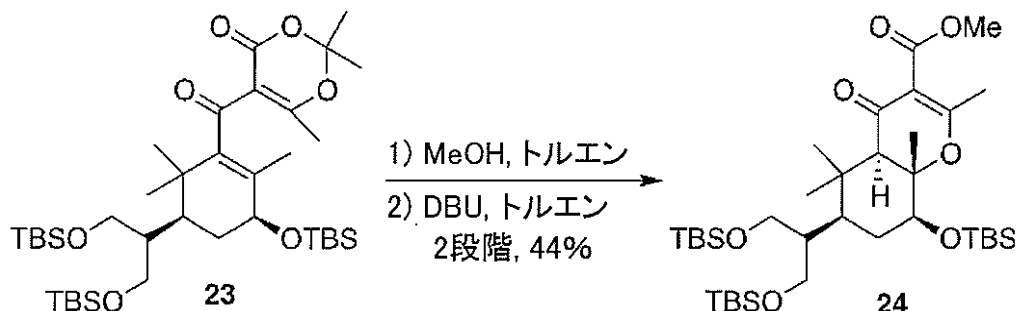 O
O
O
O
1) MeOH, トルエン
2) DBU, トルエン
2段階, 44%
TBSO
TBSO
OTBS
23
O
OMe
O
O
H
TBSO
TBSO
OTBS
24